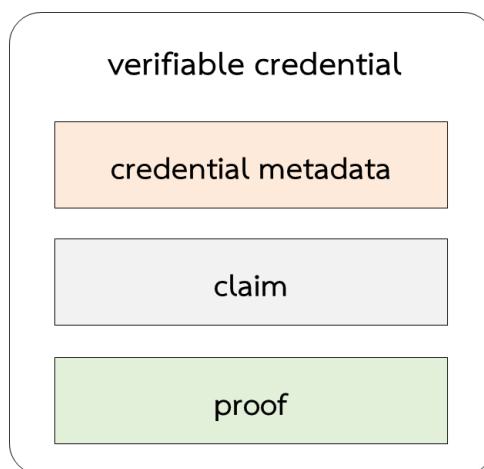 verifiable credential
credential metadata
claim
proof